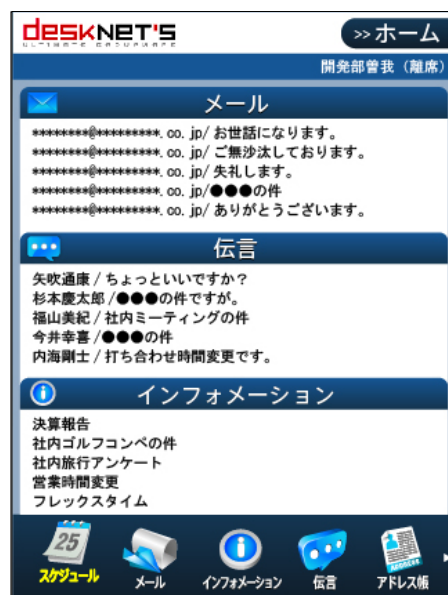 desknet's
ULTIMATE GROUPWARE
>>ホーム
開発部曽我（離席）
メール
********@*********.co.jp/お世話になります。
********@*********.co.jp/ご無沙汰しております。
********@*********.co.jp/失礼します。
********@*********.co.jp/●●●の件
********@*********.co.jp/ありがとうございます。
伝言
矢吹通康/ちょっといいですか？
杉本慶太郎/●●●の件ですが。
福山美紀/社内ミーティングの件
今井幸喜/●●●の件
内海剛士/打ち合わせ時間変更です。
インフォメーション
決算報告
社内ゴルフコンペの件
社内旅行アンケート
営業時間変更
フレックスタイム
25
ADDRESS
スケジュール
メール
インフォメーション
伝言
アドレス帳